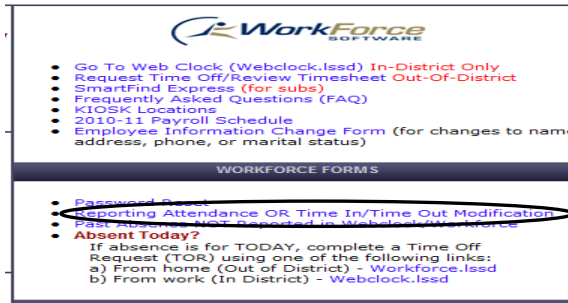 WorkForce
SOFTWARE
Go To Web Clock (Webclock.lssd) In-District Only
Request Time Off/Review Timesheet Out-Of-District
SmartFind Express (for subs)
Frequently Asked Questions (FAQ)
KIOSK Locations
2010-11 Payroll Schedule
Employee Information Change Form (for changes to name
address, phone, or marital status)
WORKFORCE FORMS
Password Reset
Reporting Attendance OR Time In/Time Out Modification
Past Absence NOT Reported in Webclock/Workforce
Absent Today?
If absence is for TODAY, complete a Time Off
Request (TOR) using one of the following links:
a) From home (Out of District) - Workforce.lssd
b) From work (In District) - Webclock.lssd